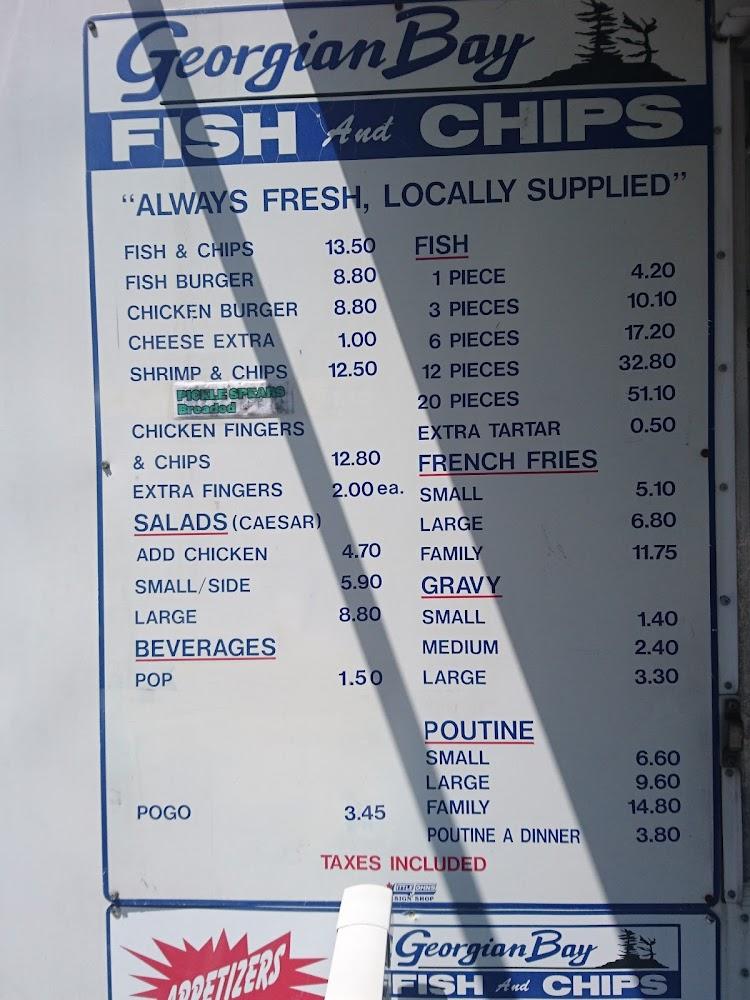 Georgian Bay
FISH And CHIPS
"ALWAYS FRESH, LOCALLY SUPPLIED"
FISH & CHIPS 13.50
FISH BURGER 8.80
CHICKEN BURGER 8.80
CHEESE EXTRA 1.00
SHRIMP & CHIPS 12.50
PICKLE SPEARS
Breaded
CHICKEN FINGERS
& CHIPS 12.80
EXTRA FINGERS 2.00 ea.
SALADS (CAESAR)
ADD CHICKEN 4.70
SMALL/SIDE 5.90
LARGE 8.80
BEVERAGES
POP 1.50
POGO 3.45
FISH
1 PIECE 4.20
3 PIECES 10.10
6 PIECES 17.20
12 PIECES 32.80
20 PIECES 51.10
EXTRA TARTAR 0.50
FRENCH FRIES
SMALL 5.10
LARGE 6.80
FAMILY 11.75
GRAVY
SMALL 1.40
MEDIUM 2.40
LARGE 3.30
POUTINE
SMALL 6.60
LARGE 9.60
FAMILY 14.80
POUTINE A DINNER 3.80
TAXES INCLUDED
SIGN SHOP
APPETIZERS
Georgian Bay
FISH And CHIPS